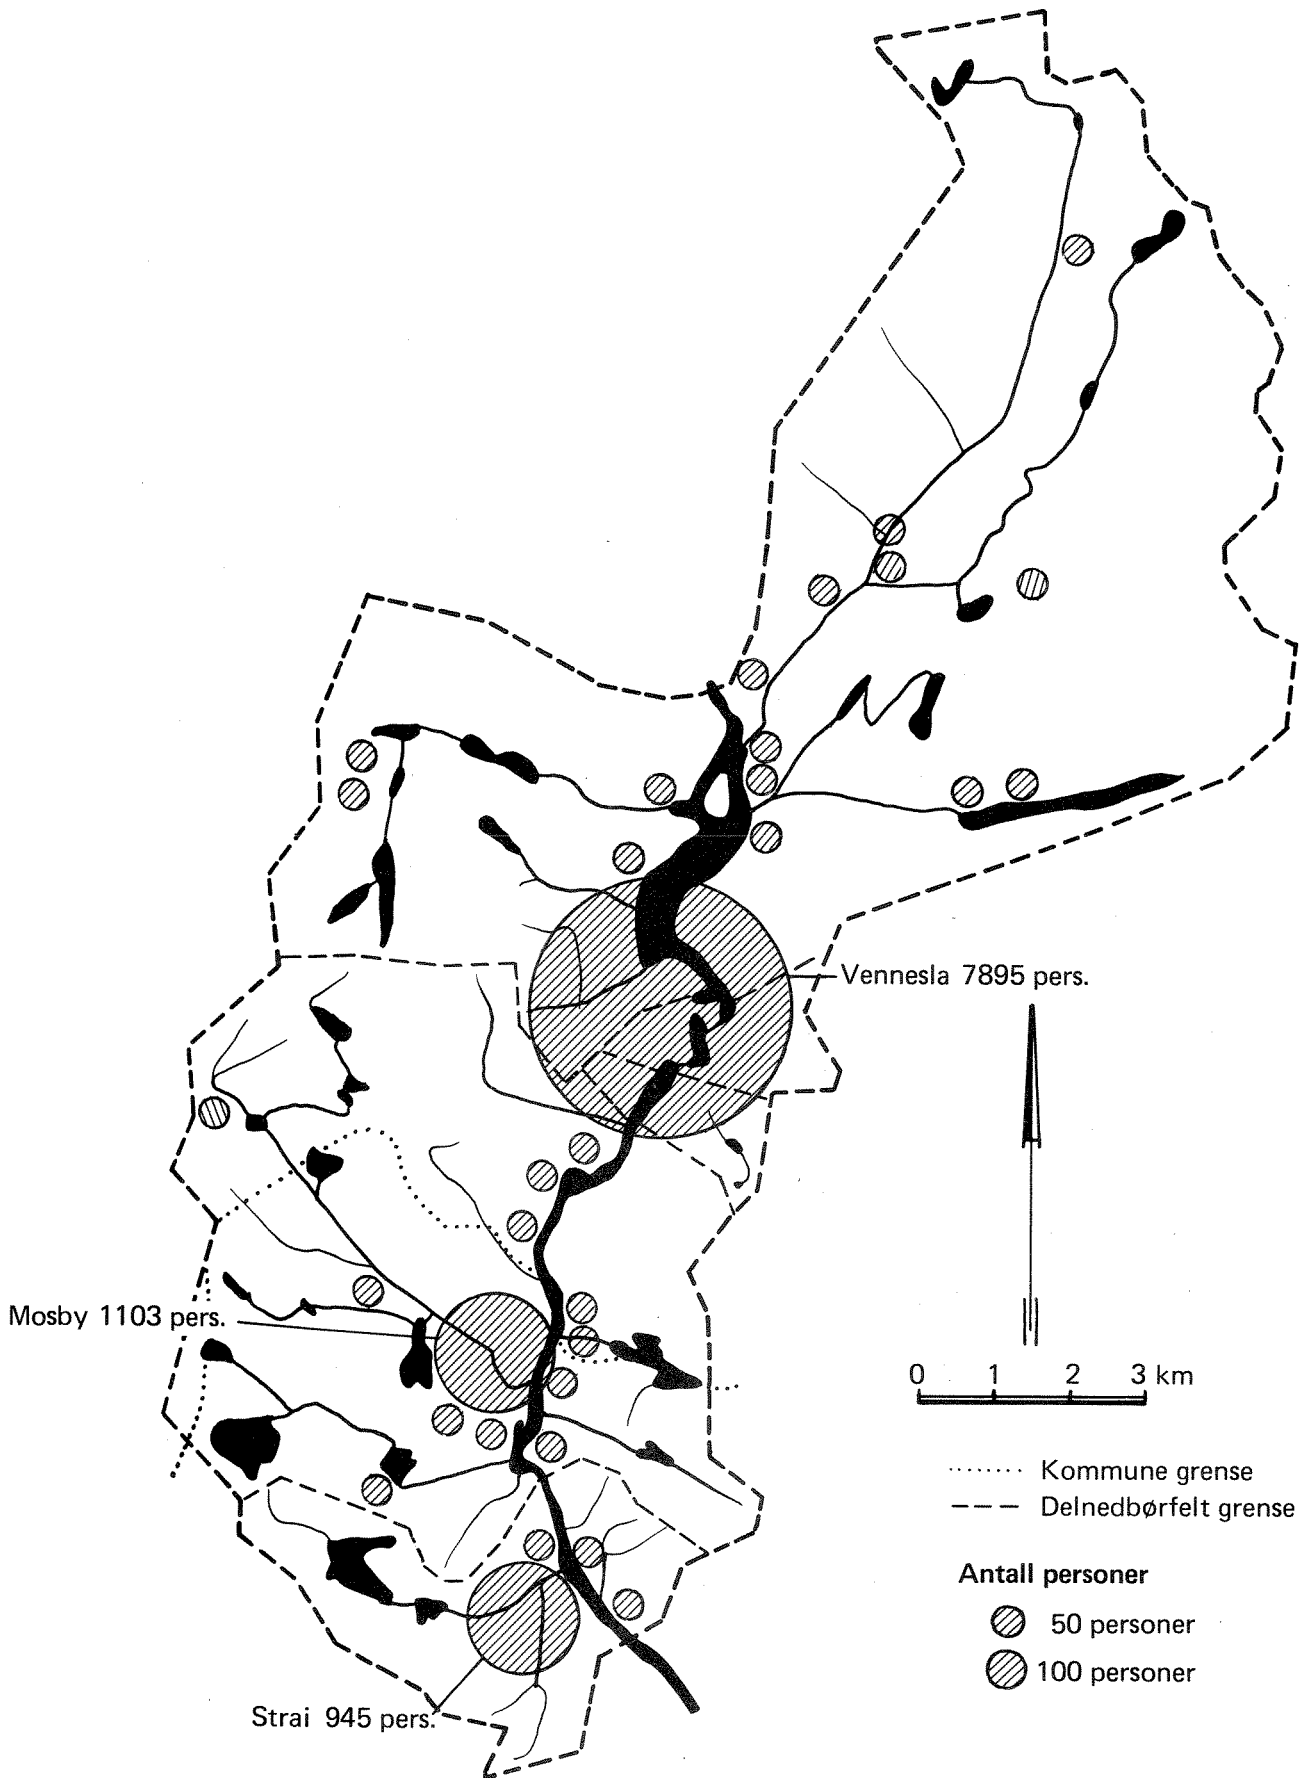 Vennesla 7895 pers.
Mosby 1103 pers.
0 1 2 3 km
Kommune grense
Delnedbørfelt grense
Antall personer
50 personer
100 personer
Strai 945 pers.